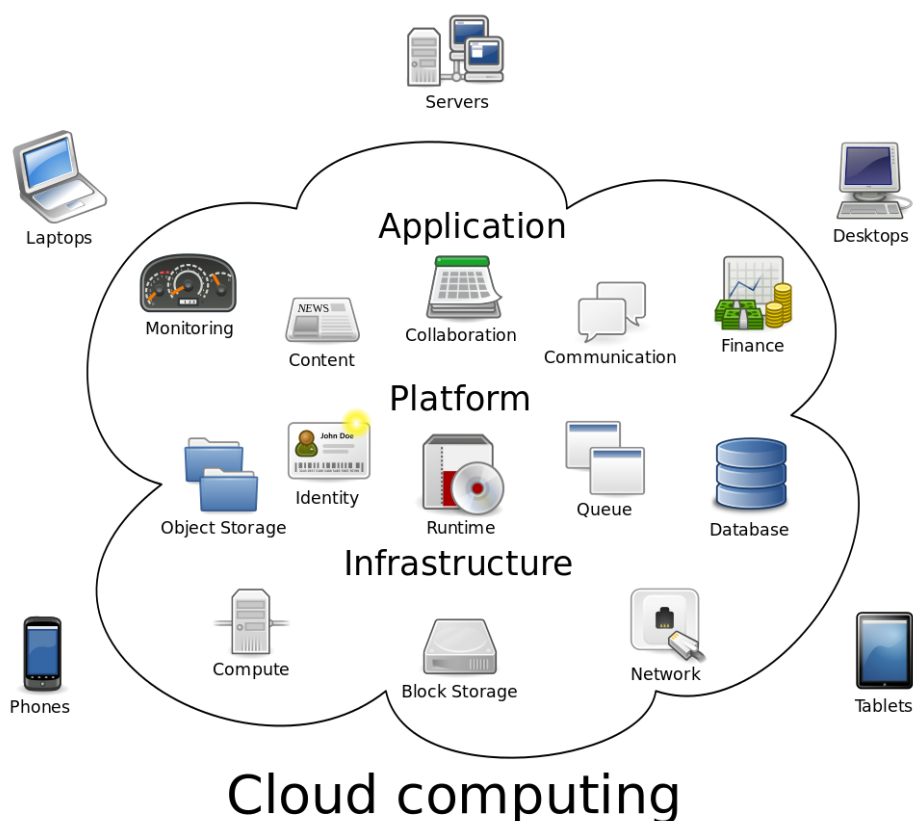 Servers
Laptops
Desktops
Application
Monitoring
NEWS
Content
Collaboration
Communication
Finance
Platform
John Doe
Object Storage
Identity
Runtime
Queue
Database
Infrastructure
Compute
Block Storage
Network
Phones
Tablets
Cloud computing